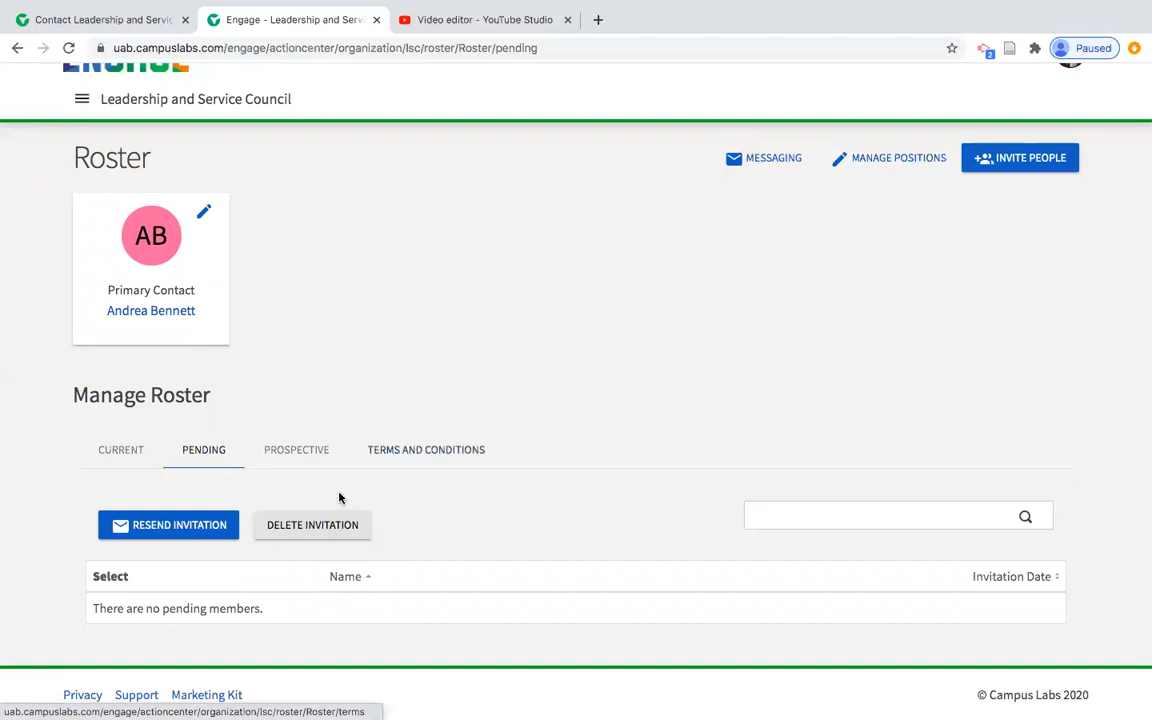 Contact Leadership and Servic
Engage - Leadership and Servi
Video editor - YouTube Studio
uab.campuslabs.com/engage/actioncenter/organization/lsc/roster/Roster/pending
2
Paused
Leadership and Service Council
Roster
MESSAGING
MANAGE POSITIONS
INVITE PEOPLE
AB
Primary Contact
Andrea Bennett
Manage Roster
CURRENT
PENDING
PROSPECTIVE
TERMS AND CONDITIONS
RESEND INVITATION
DELETE INVITATION
Select
Name
Invitation Date
There are no pending members.
Privacy
Support
Marketing Kit
© Campus Labs 2020
uab.campuslabs.com/engage/actioncenter/organization/lsc/roster/Roster/terms